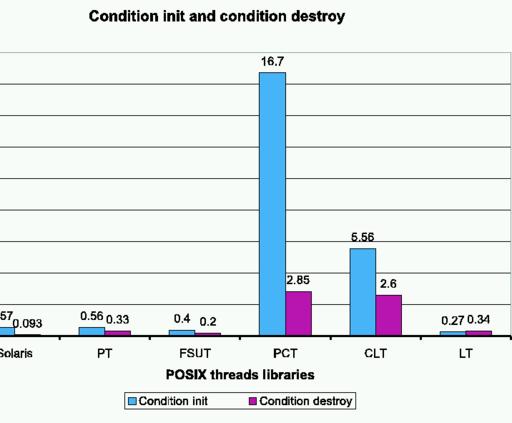 Condition init and condition destroy
16.7
5.56
2.85
2.6
57 0.093 0.56 0.33 0.4 0.2 0.27 0.34
Solaris PT FSUT PCT CLT LT
POSIX threads libraries
Condition init Condition destroy